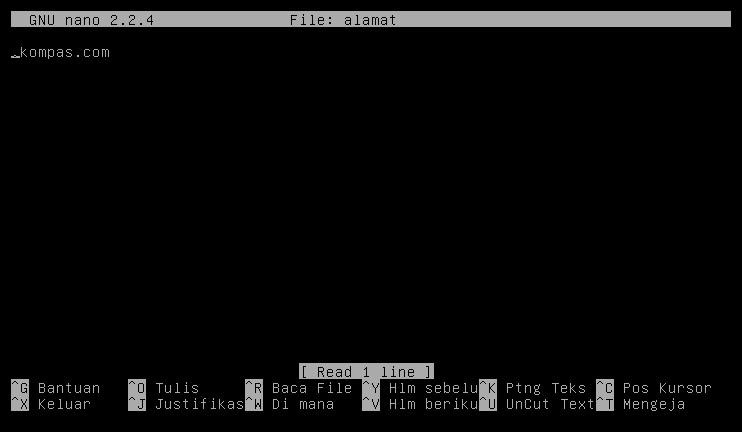 GNU nano 2.2.4 File: alamat
.kompas.com
[ Read 1 line ]
^G Bantuan ^O Tulis ^R Baca File ^Y Hlm sebelu ^K Ptng Teks ^C Pos Kursor
^X Keluar ^J Justifikas ^W Di mana ^V Hlm beriku ^U UnCut Text ^T Mengeja